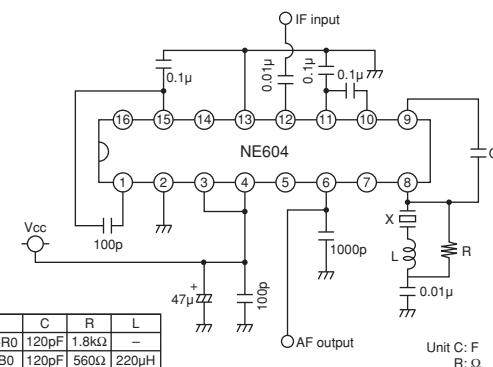 IF input
0.1μ
0.01μ
0.1μ
0.1μ
16 15 14 13 12 11 10 9
NE604
C
1 2 3 4 5 6 7 8
Vcc
100p
X
L
R
1000p
0.01μ
+
47μ
100p
AF output
C R L
R0 120pF 1.8kΩ –
B0 120pF 560Ω 220μH
Unit C: F
R: Ω